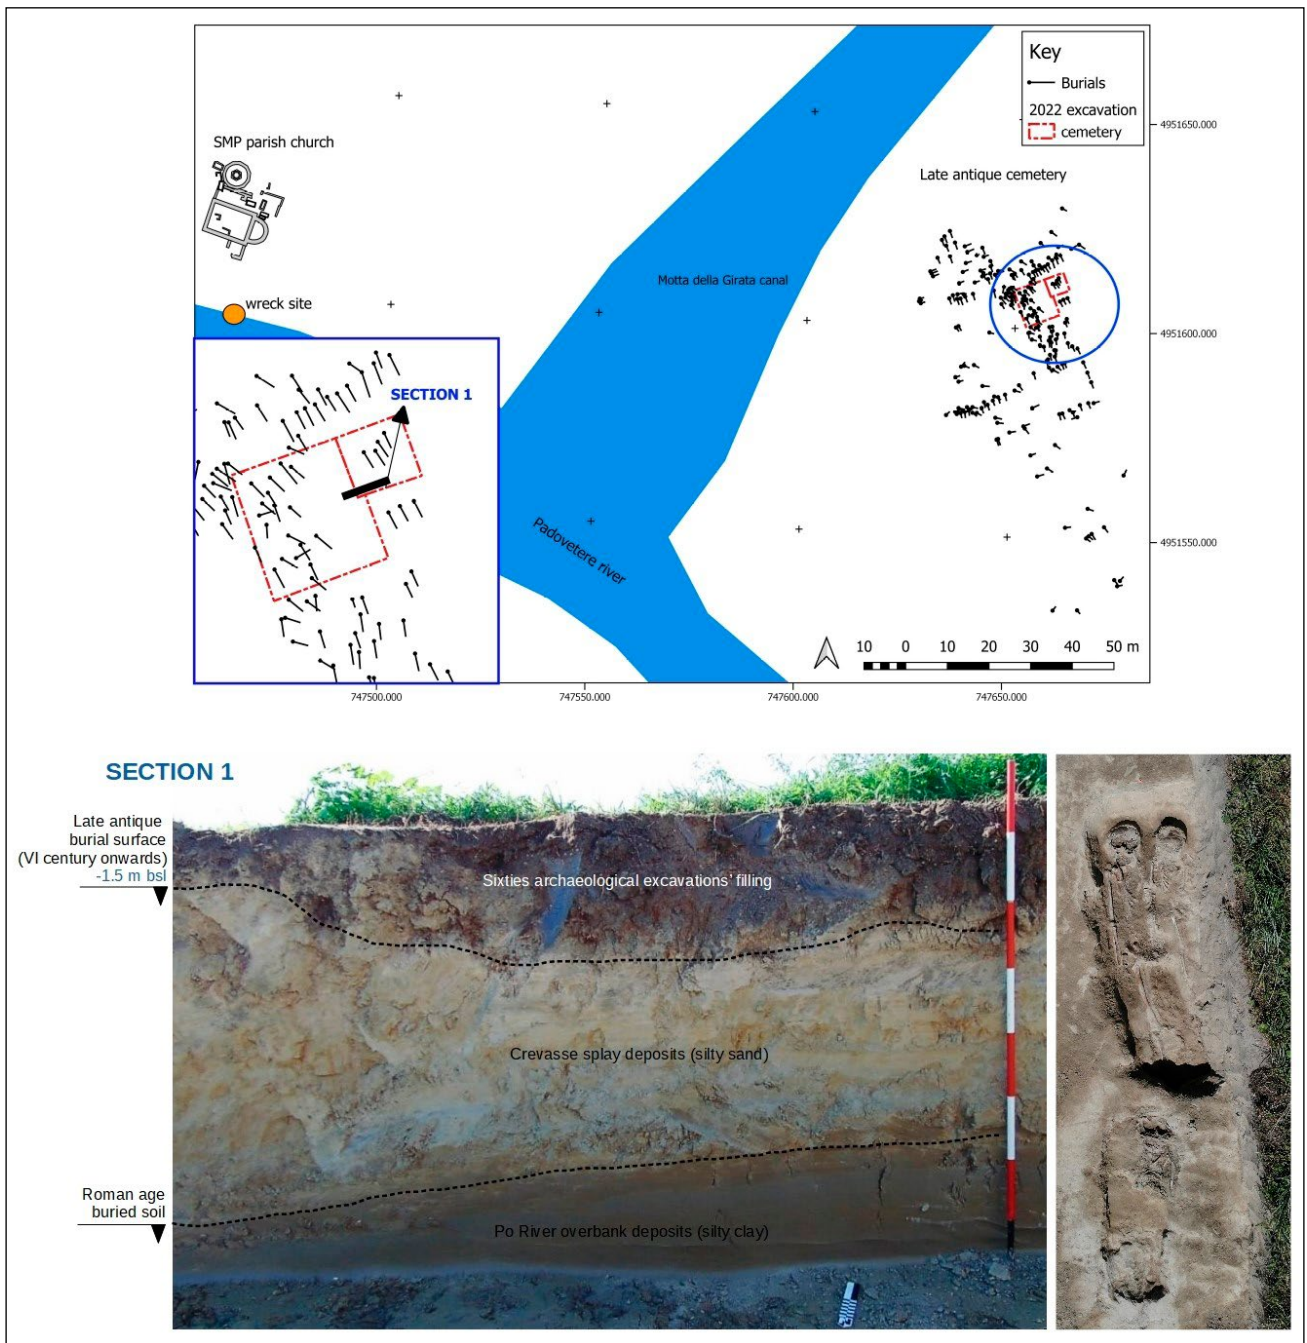 Key
Burials
2022 excavation
cemetery
SMP parish church
Late antique cemetery
Motta della Girata canal
wreck site
SECTION 1
Padovetere river
4951650.000
4951600.000
4951550.000
10 0 10 20 30 40 50 m
747500.000 747550.000 747600.000 747650.000
SECTION 1
Late antique
burial surface
(VI century onwards)
-1.5 m bsl
Sixties archaeological excavations' filling
Crevasse splay deposits (silty sand)
Roman age
buried soil
Po River overbank deposits (silty clay)